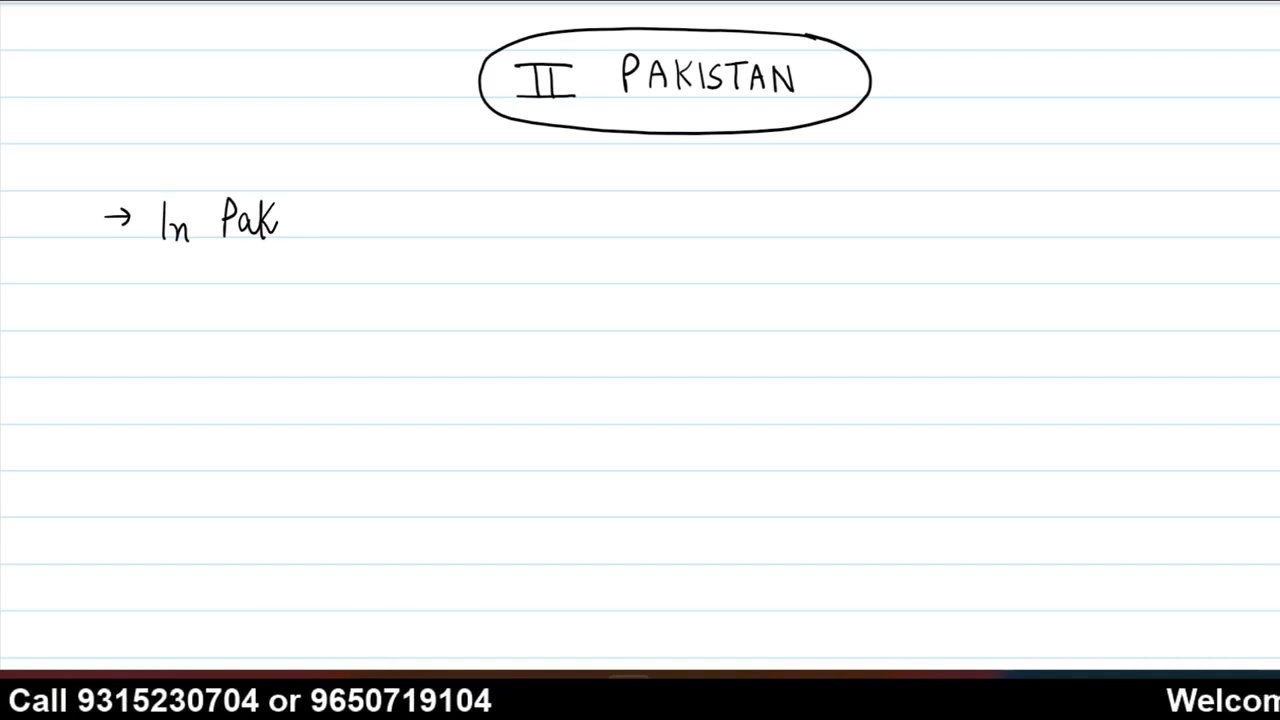 II PAKISTAN
→ In Pak
Call 9315230704 or 9650719104
Welcom